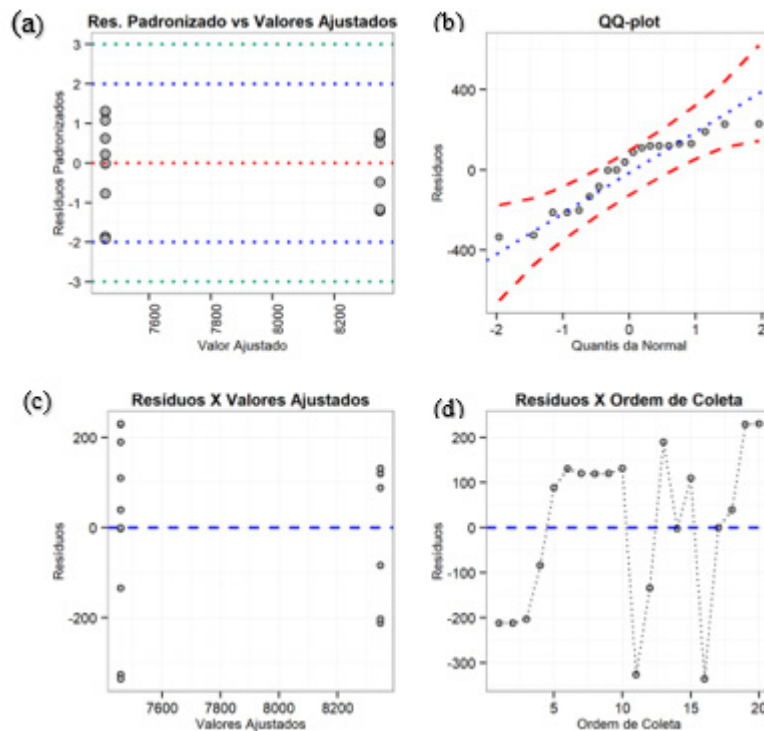 (a)
Res. Padronizado vs Valores Ajustados
Resíduos Padronizados
3
2
1
0
-1
-2
-3
7600
7800
8000
8200
Valor Ajustado
(b)
QQ-plot
Resíduos
400
0
-400
-2
-1
0
1
2
Quantis da Normal
(c)
Resíduos X Valores Ajustados
Resíduos
200
0
-200
7600
7800
8000
8200
Valores Ajustados
(d)
Resíduos X Ordem de Coleta
Resíduos
200
100
0
-100
-200
-300
5
10
15
20
Ordem de Coleta